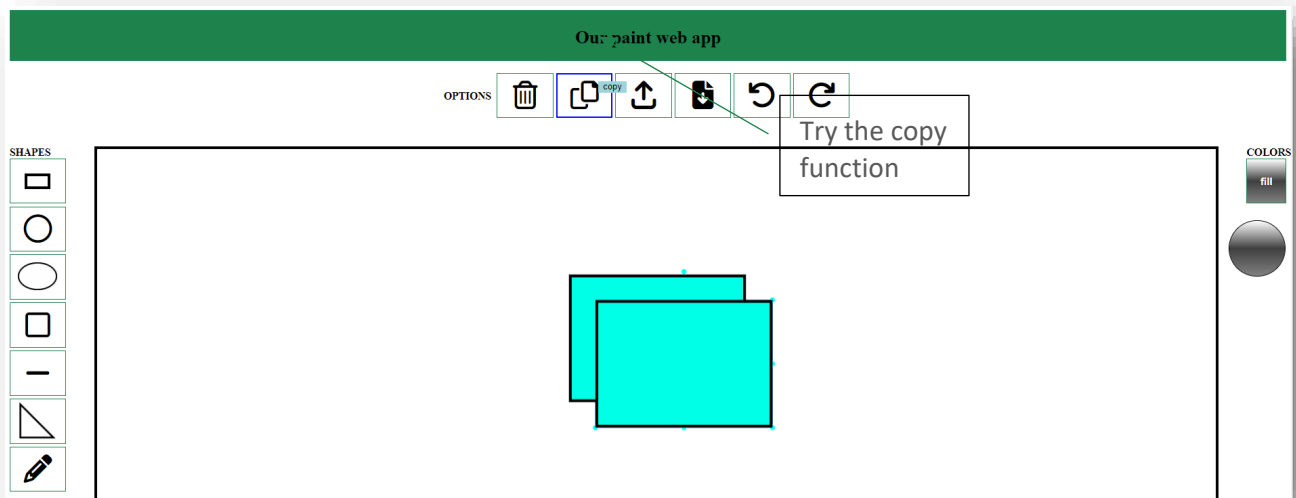 Our paint web app
OPTIONS
copy
Try the copy
function
SHAPES
COLORS
fill